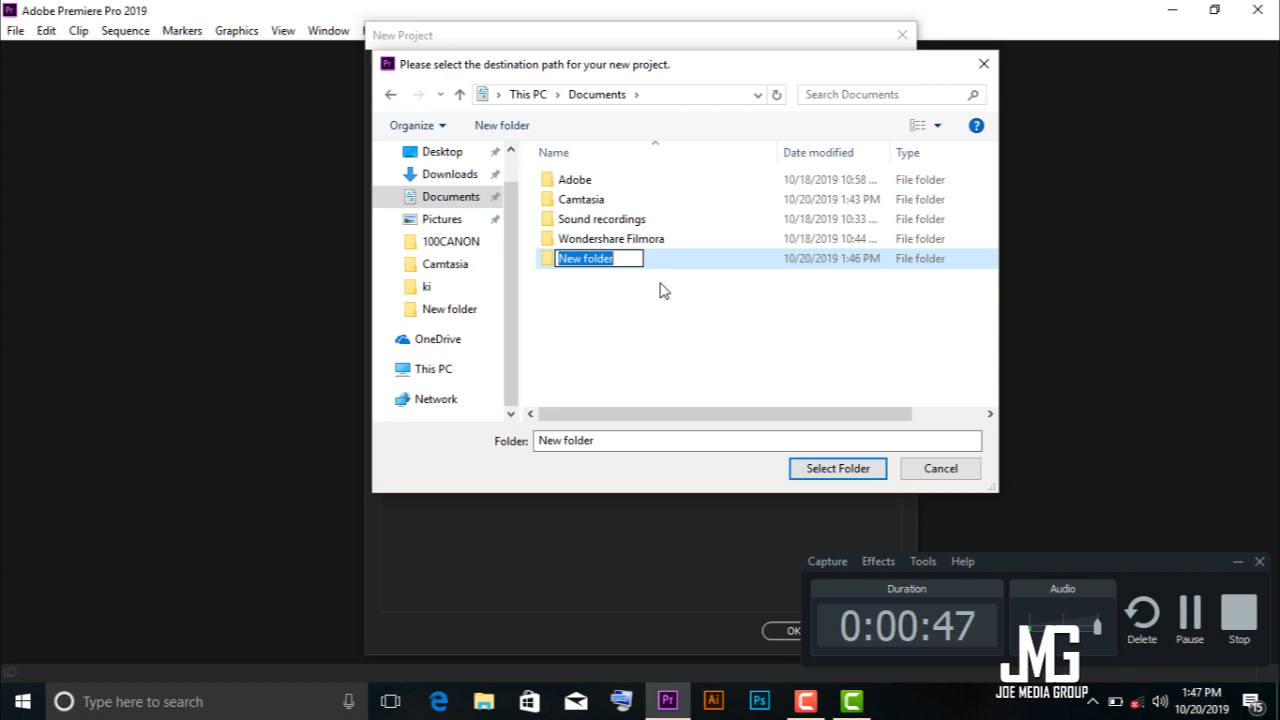 Adobe Premiere Pro 2019
File Edit Clip Sequence Markers Graphics View Window
New Project
Please select the destination path for your new project.
This PC Documents
Search Documents
Organize New folder
Name Date modified Type
Desktop
Downloads
Documents
Pictures
100CANON
Camtasia
ki
New folder
OneDrive
This PC
Network
Adobe 10/18/2019 10:58 ... File folder
Camtasia 10/20/2019 1:43 PM File folder
Sound recordings 10/18/2019 10:33 ... File folder
Wondershare Filmora 10/18/2019 10:44 ... File folder
New folder 10/20/2019 1:46 PM File folder
Folder: New folder
Select Folder Cancel
Capture Effects Tools Help
Duration Audio
0:00:47
Delete Pause Stop
OK
JMG
JOE MEDIA GROUP
Type here to search
Pr Ai Ps
1:47 PM
10/20/2019
15